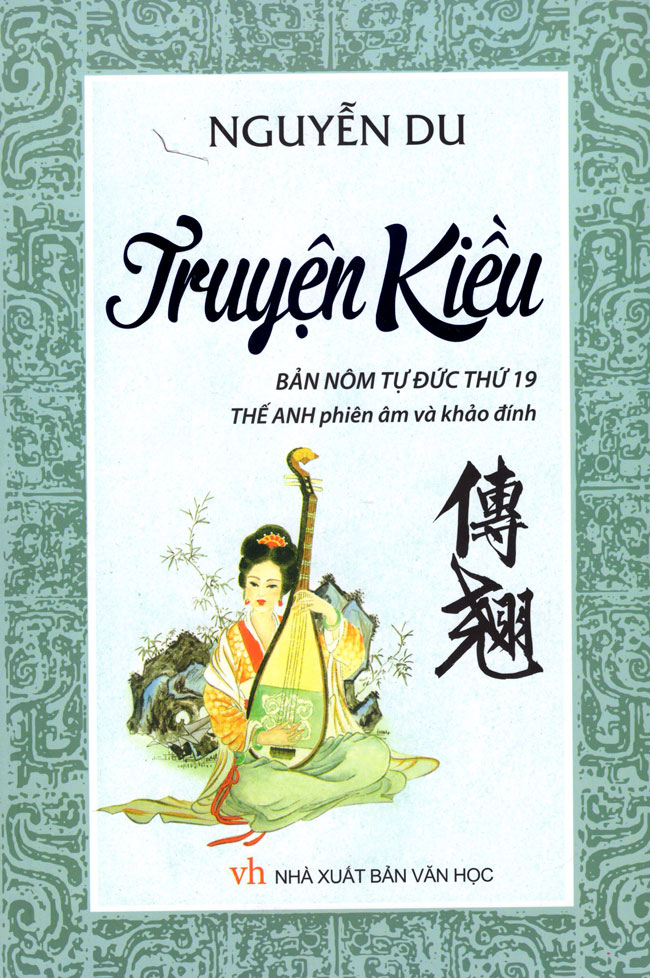 NGUYỄN DU
Truyện Kiều
BẢN NÔM TỰ ĐỨC THỨ 19
THẾ ANH phiên âm và khảo đính
傳
翹
vh NHÀ XUẤT BẢN VĂN HỌC